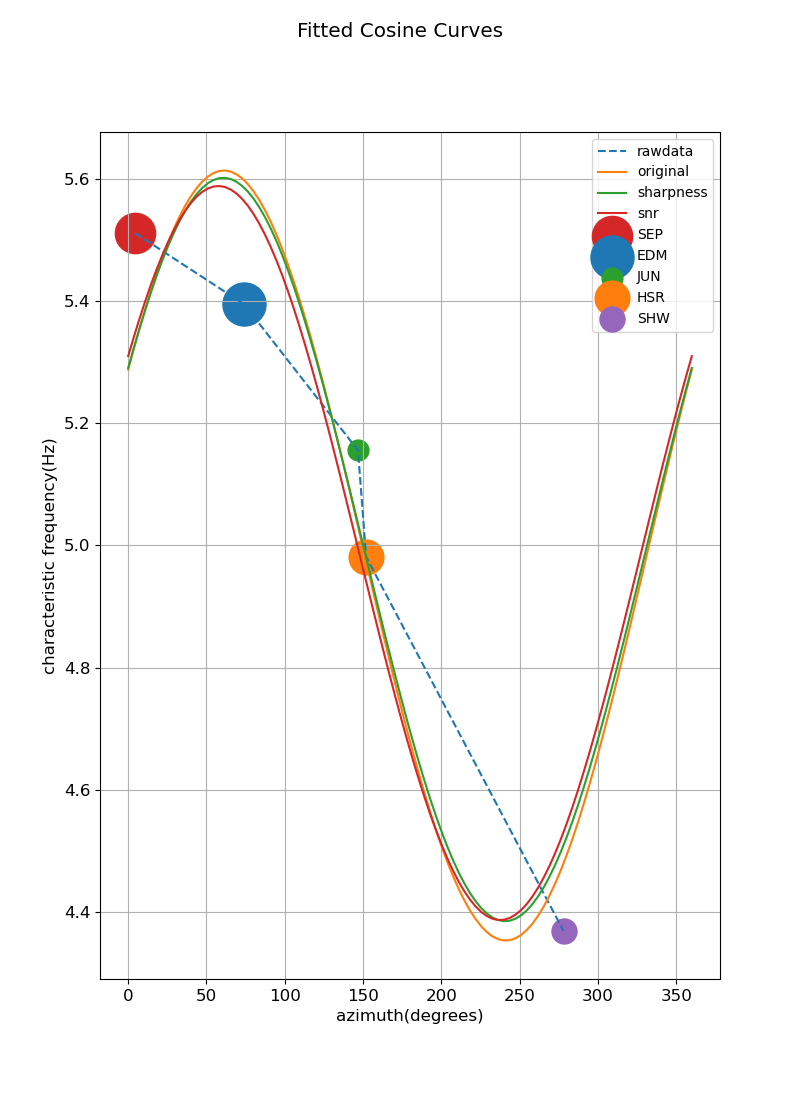 Fitted Cosine Curves
rawdata
original
sharpness
snr
SEP
EDM
JUN
HSR
SHW
5.6
5.4
5.2
5.0
4.8
4.6
4.4
characteristic frequency(Hz)
0 50 100 150 200 250 300 350
azimuth(degrees)